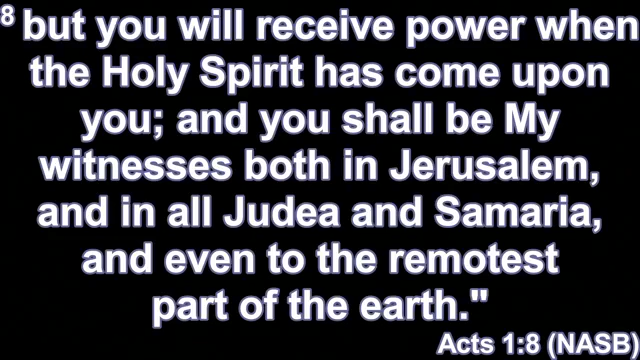 8 but you will receive power when
the Holy Spirit has come upon
you; and you shall be My
witnesses both in Jerusalem,
and in all Judea and Samaria,
and even to the remotest
part of the earth."
Acts 1:8 (NASB)